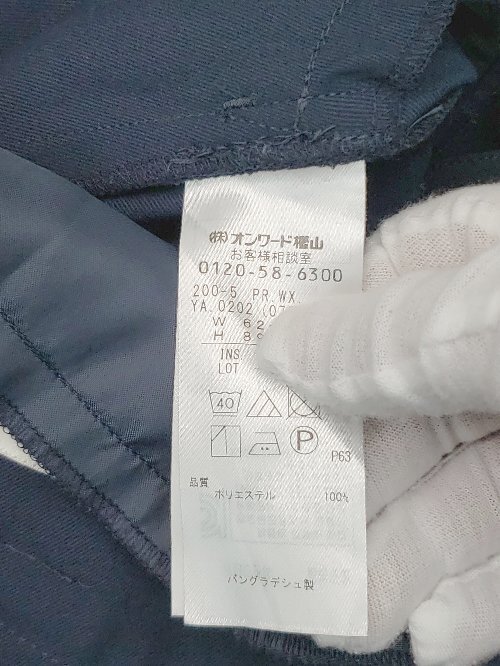 (株)オンワード樫山
お客様相談室
0120-58-6300
200-5 PR.WX.
YA.0202(07
W 62
H 89
INS
LOT
40
P
P63
品質
ポリエステル 100%
バングラデシュ製